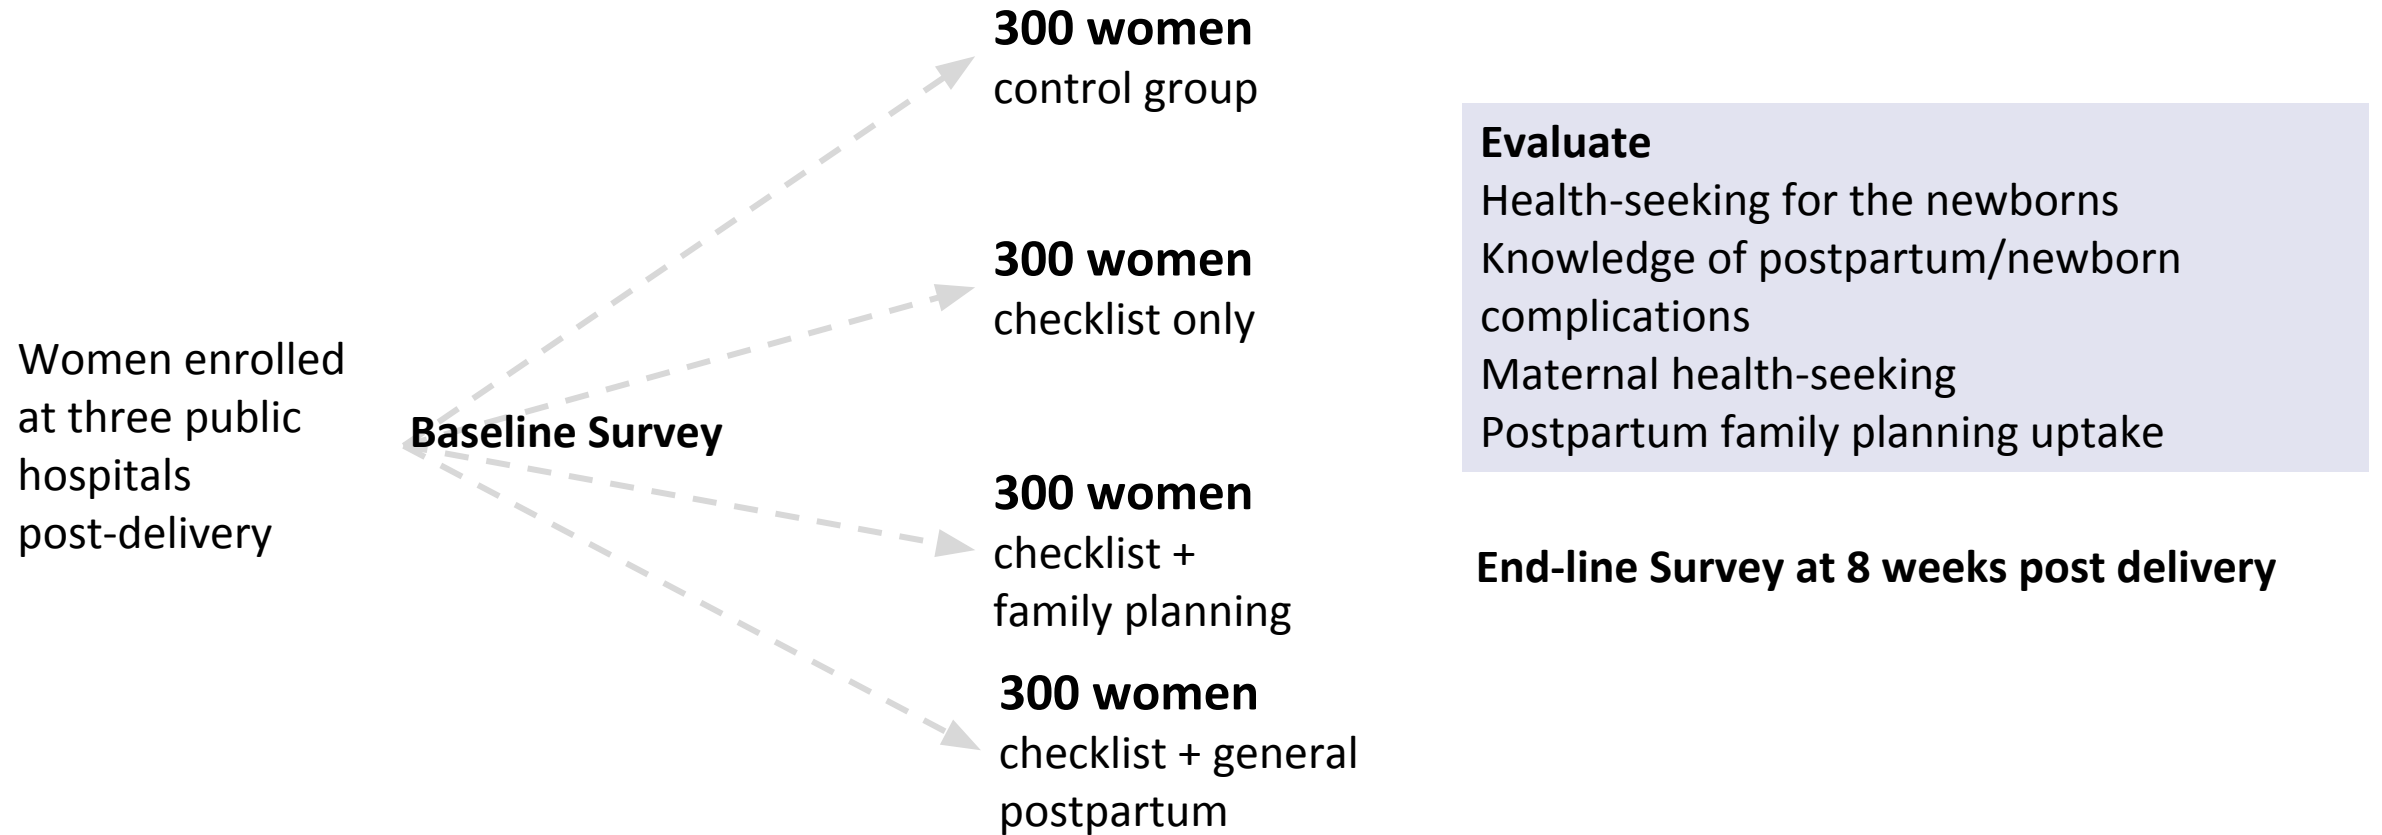 Women enrolled
at three public
hospitals
post-delivery
Baseline Survey
300 women
control group
300 women
checklist only
300 women
checklist +
family planning
300 women
checklist + general
postpartum
Evaluate
Health-seeking for the newborns
Knowledge of postpartum/newborn
complications
Maternal health-seeking
Postpartum family planning uptake
End-line Survey at 8 weeks post delivery